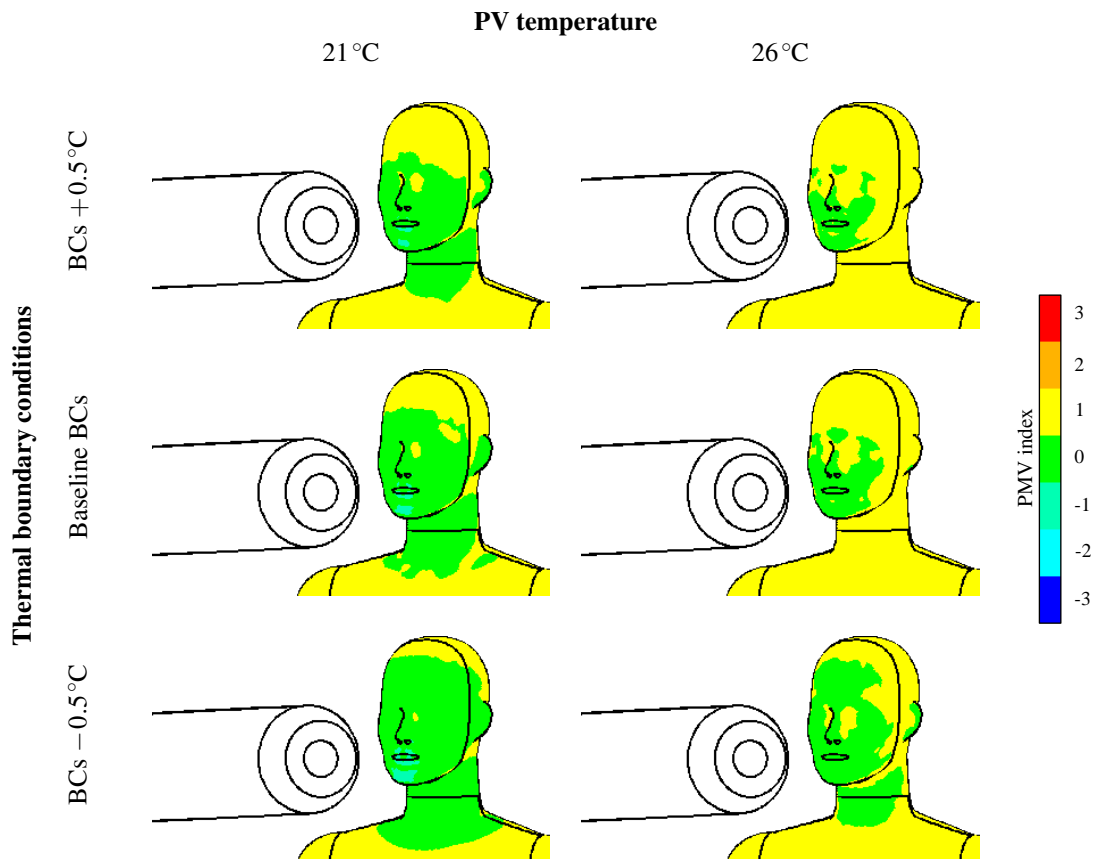 PV temperature
21 °C
26 °C
Thermal boundary conditions
BCs +0.5 °C
Baseline BCs
BCs −0.5 °C
PMV index
3
2
1
0
-1
-2
-3